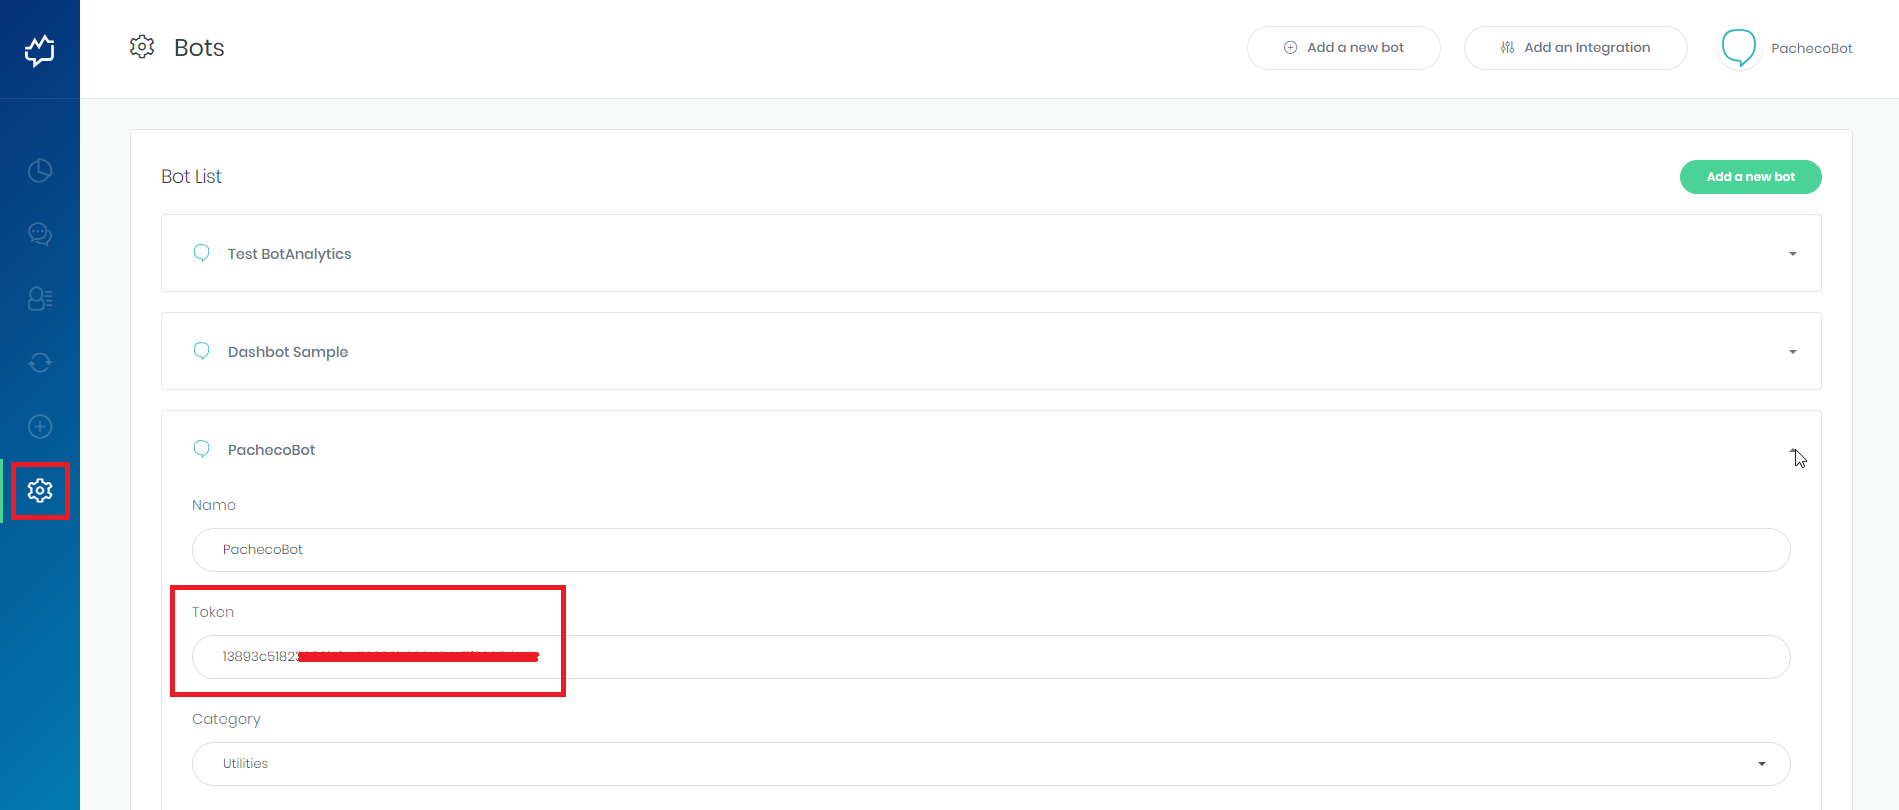 Bots
Add a new bot
Add an Integration
PachecoBot
Bot List
Add a new bot
Test BotAnalytics
Dashbot Sample
PachecoBot
Name
PachecoBot
Token
13893c5182
Category
Utilities